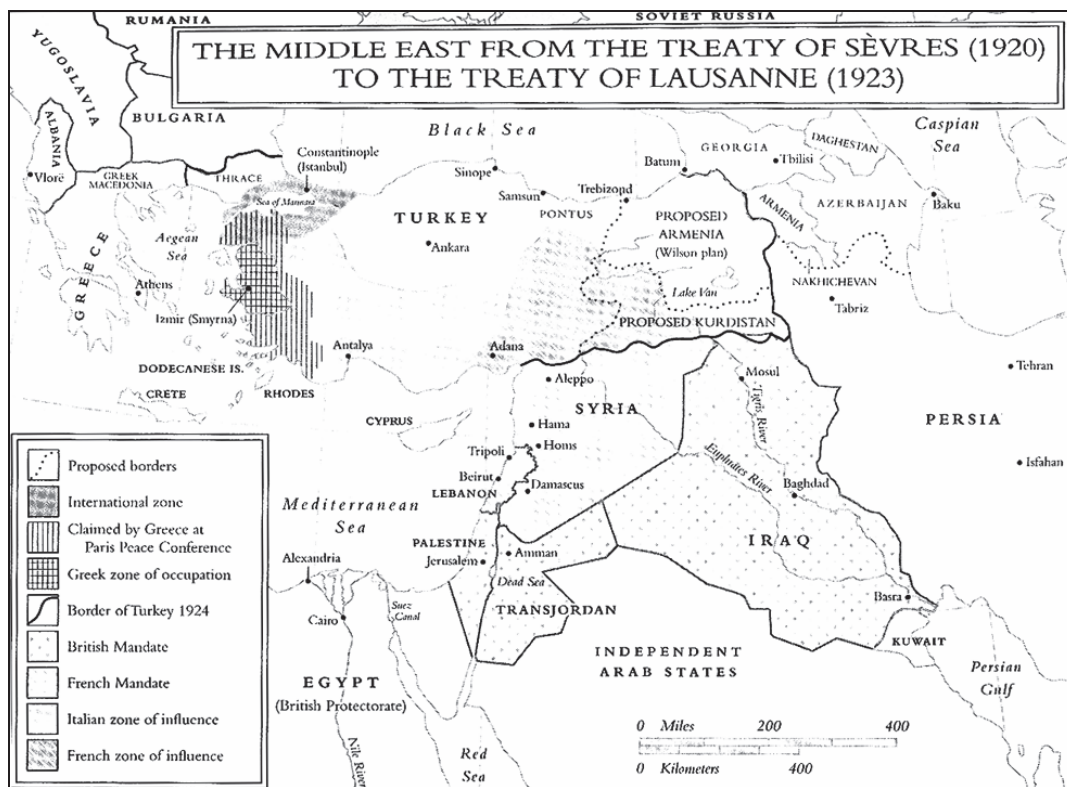 RUMANIA
SOVIET RUSSIA
THE MIDDLE EAST FROM THE TREATY OF SÈVRES (1920)
TO THE TREATY OF LAUSANNE (1923)
YUGOSLAVIA
BULGARIA
ALBANIA
Vlorë
GREEK
MACEDONIA
THRACE
Constantinople
(Istanbul)
Sea of Marmara
Black Sea
Sinope
Samsun
Trebizond
Batum
GEORGIA
Tbilisi
DAGHESTAN
Caspian
Sea
Baku
AZERBAIJAN
ARMENIA
NAKHICHEVAN
Tabriz
TURKEY
Ankara
PONTUS
PROPOSED
ARMENIA
(Wilson plan)
Lake Van
PROPOSED KURDISTAN
Aegean
Sea
GREECE
Athens
Izmir (Smyrna)
Antalya
Adana
DODECANESE IS.
CRETE
RHODES
CYPRUS
Aleppo
Mosul
Tigris River
Tehran
SYRIA
PERSIA
Hama
Homs
Tripoli
Isfahan
Euphrates River
Beirut
LEBANON
Damascus
Baghdad
Mediterranean
Sea
IRAQ
PALESTINE
Amman
Jerusalem
Alexandria
Dead Sea
Basra
TRANSJORDAN
Suez
Canal
Cairo
KUWAIT
INDEPENDENT
ARAB STATES
Persian
Gulf
EGYPT
(British Protectorate)
Nile River
Red
Sea
Proposed borders
International zone
Claimed by Greece at
Paris Peace Conference
Greek zone of occupation
Border of Turkey 1924
British Mandate
French Mandate
Italian zone of influence
French zone of influence
0 Miles 200 400
0 Kilometers 400